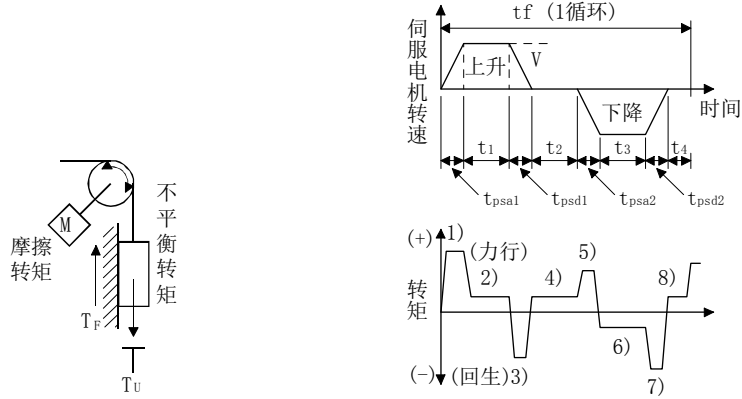 tf (1循环)
伺服电机转速
上升
V
下降
时间
t1
t2
t3
t4
tpsa1
tpsd1
tpsa2
tpsd2
M
摩擦
转矩
不平衡转矩
TF
TU
(+)
1)
(力行)
2)
3)
4)
5)
6)
7)
8)
转矩
(-)
(回生)